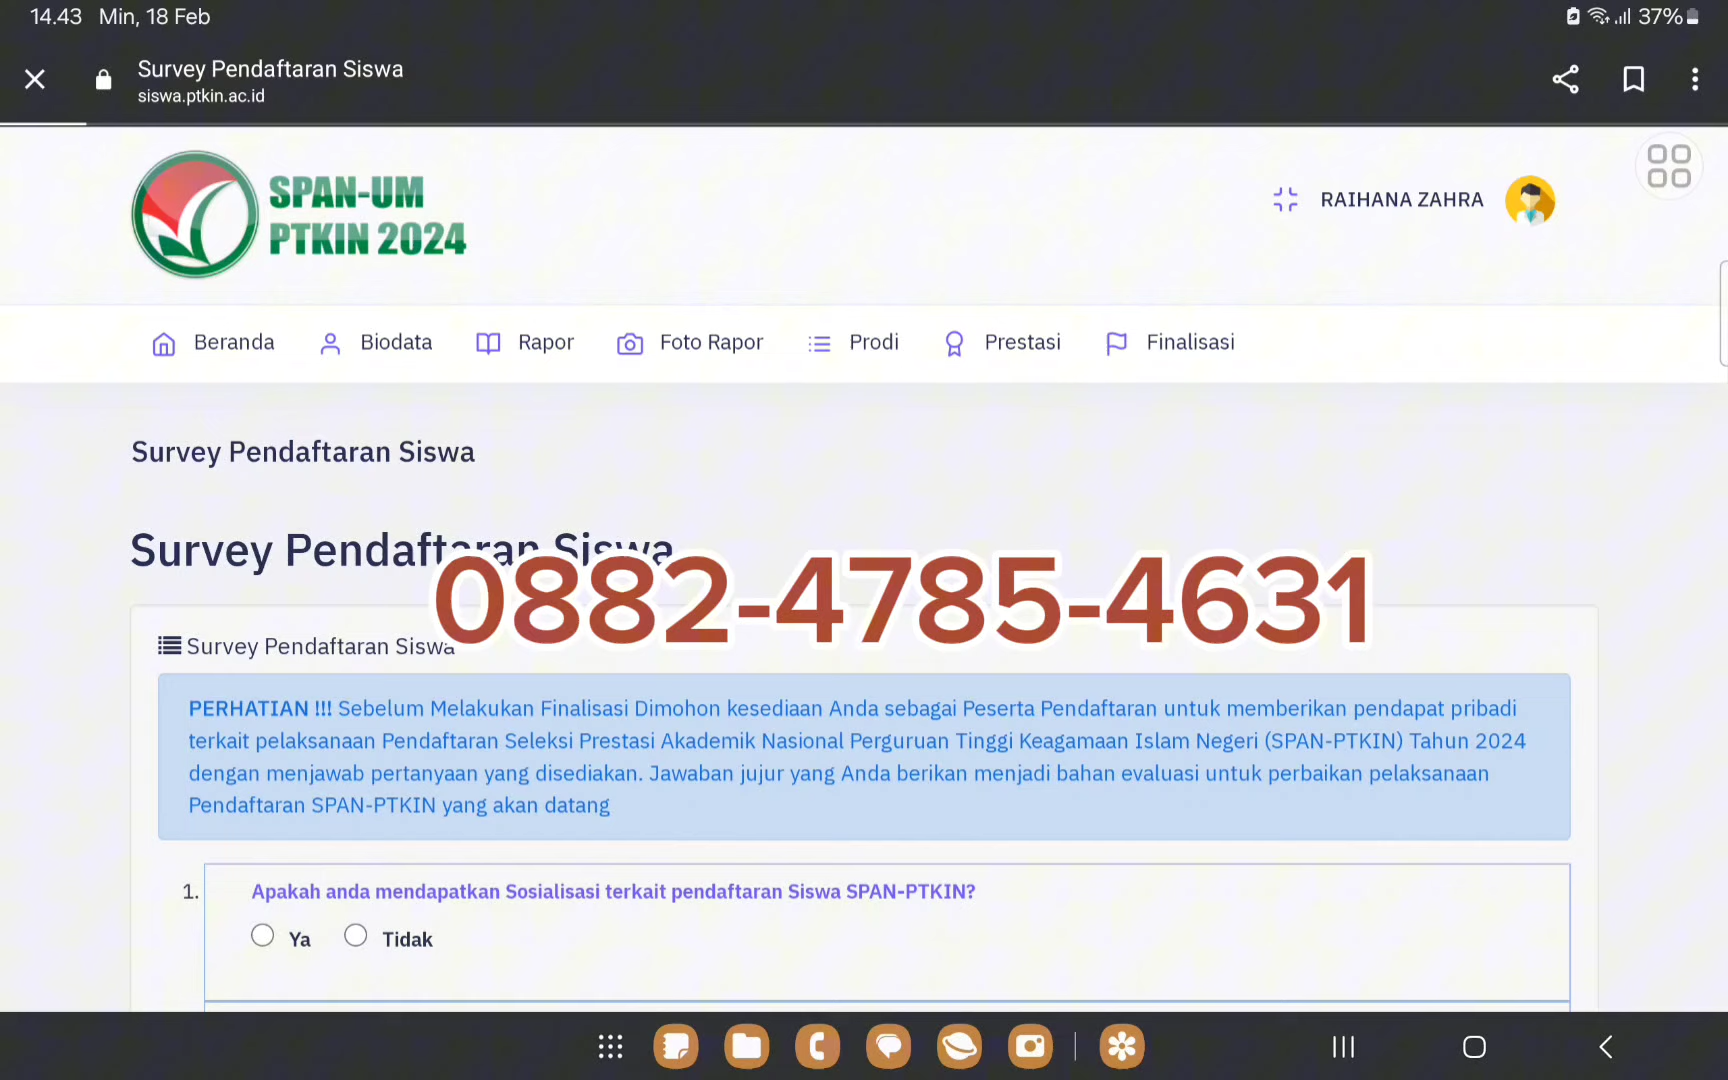 14.43 Min, 18 Feb
37%
Survey Pendaftaran Siswa
siswa.ptkin.ac.id
SPAN-UM
PTKIN 2024
RAIHANA ZAHRA
Beranda Biodata Rapor Foto Rapor Prodi Prestasi Finalisasi
Survey Pendaftaran Siswa
Survey Pendaftaran Siswa
0882-4785-4631
Survey Pendaftaran Siswa
PERHATIAN !!! Sebelum Melakukan Finalisasi Dimohon kesediaan Anda sebagai Peserta Pendaftaran untuk memberikan pendapat pribadi
terkait pelaksanaan Pendaftaran Seleksi Prestasi Akademik Nasional Perguruan Tinggi Keagamaan Islam Negeri (SPAN-PTKIN) Tahun 2024
dengan menjawab pertanyaan yang disediakan. Jawaban jujur yang Anda berikan menjadi bahan evaluasi untuk perbaikan pelaksanaan
Pendaftaran SPAN-PTKIN yang akan datang
1. Apakah anda mendapatkan Sosialisasi terkait pendaftaran Siswa SPAN-PTKIN?
Ya Tidak